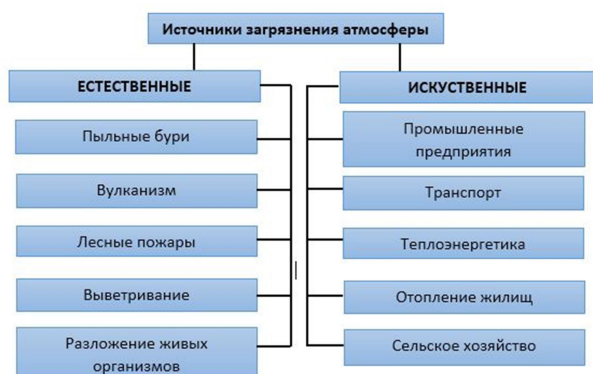 Источники загрязнения атмосферы
ЕСТЕСТВЕННЫЕ
Пыльные бури
Вулканизм
Лесные пожары
Выветривание
Разложение живых
организмов
ИСКУСТВЕННЫЕ
Промышленные
предприятия
Транспорт
Теплоэнергетика
Отопление жилищ
Сельское хозяйство